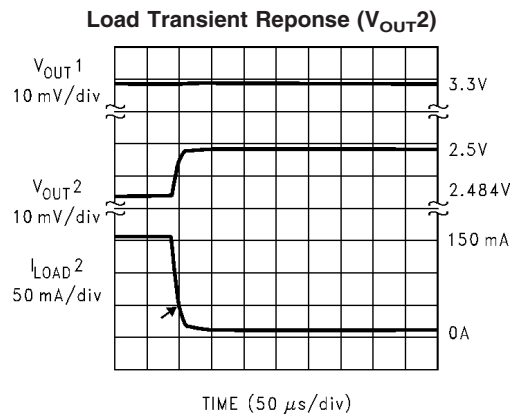 Load Transient Reponse (VOUT2)
VOUT1
10 mV/div
3.3V
2.5V
VOUT2
10 mV/div
2.484V
150 mA
ILOAD2
50 mA/div
0A
TIME (50 μs/div)